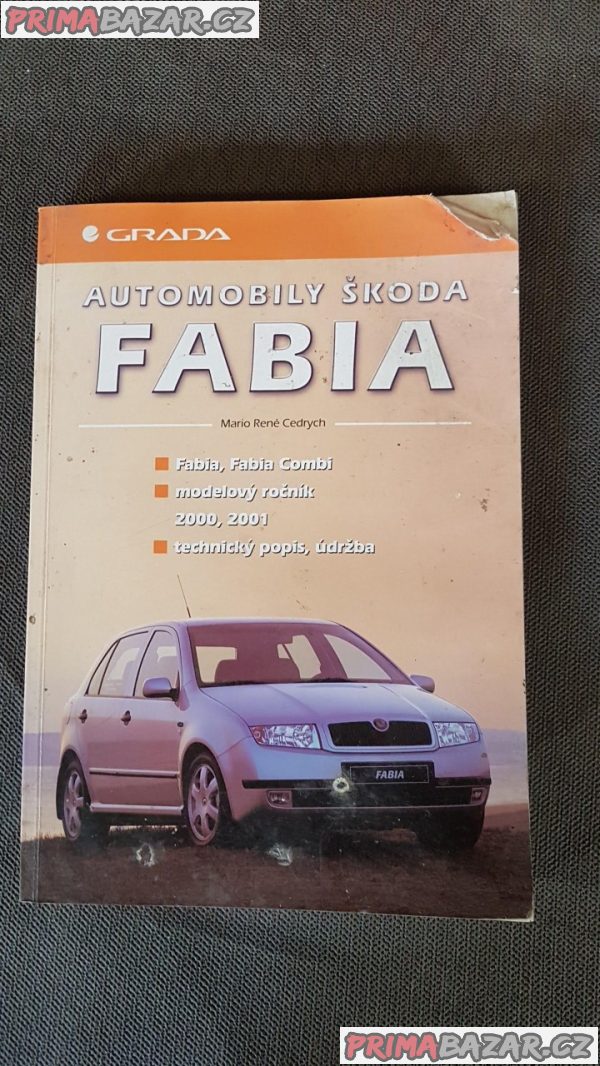 PRIMABAZAR.CZ
GRADA
AUTOMOBILY ŠKODA
FABIA
Mario René Cedrych
Fabia, Fabia Combi
modelový ročník
2000, 2001
technický popis, údržba
FABIA
PRIMABAZAR.CZ